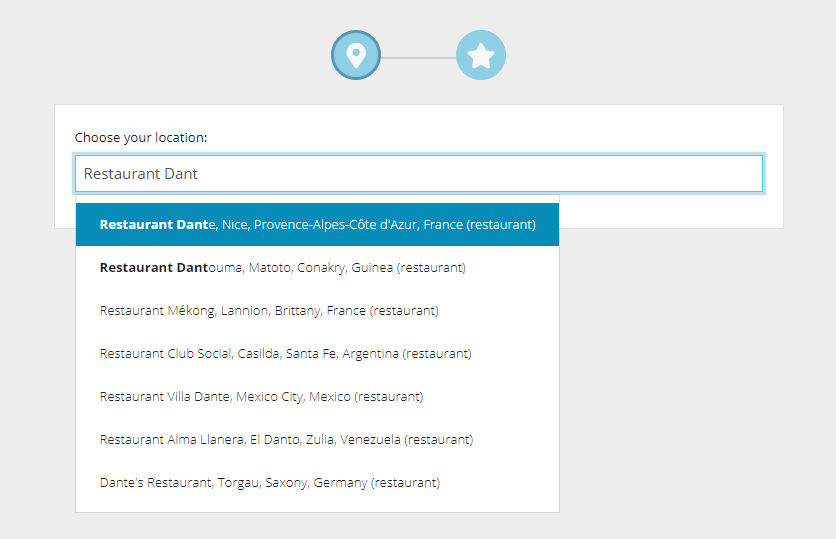 Choose your location:
Restaurant Dant
Restaurant Dante, Nice, Provence-Alpes-Côte d'Azur, France (restaurant)
Restaurant Dantouma, Matoto, Conakry, Guinea (restaurant)
Restaurant Mékong, Lannion, Brittany, France (restaurant)
Restaurant Club Social, Casilda, Santa Fe, Argentina (restaurant)
Restaurant Villa Dante, Mexico City, Mexico (restaurant)
Restaurant Alma Llanera, El Danto, Zulia, Venezuela (restaurant)
Dante's Restaurant, Torgau, Saxony, Germany (restaurant)